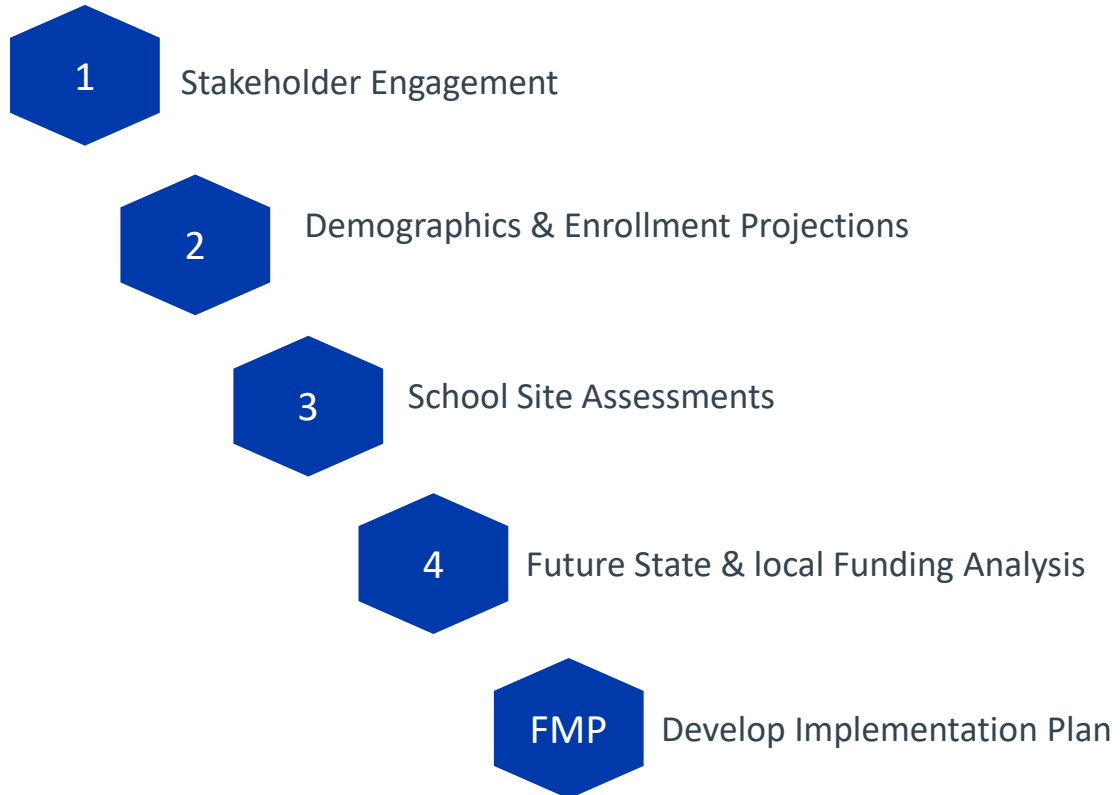 1
Stakeholder Engagement
2
Demographics & Enrollment Projections
3
School Site Assessments
4
Future State & local Funding Analysis
FMP
Develop Implementation Plan